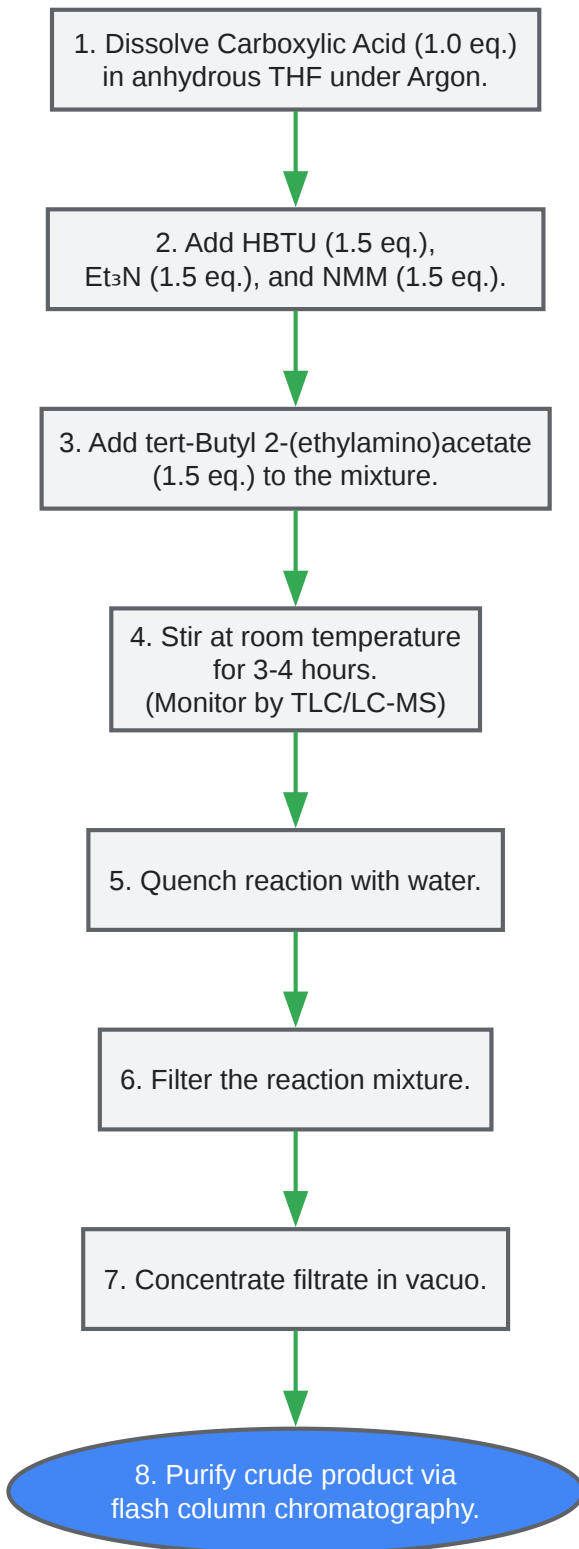 1. Dissolve Carboxylic Acid (1.0 eq.)
in anhydrous THF under Argon.
2. Add HBTU (1.5 eq.),
Et₃N (1.5 eq.), and NMM (1.5 eq.).
3. Add tert-Butyl 2-(ethylamino)acetate
(1.5 eq.) to the mixture.
4. Stir at room temperature
for 3-4 hours.
(Monitor by TLC/LC-MS)
5. Quench reaction with water.
6. Filter the reaction mixture.
7. Concentrate filtrate in vacuo.
8. Purify crude product via
flash column chromatography.